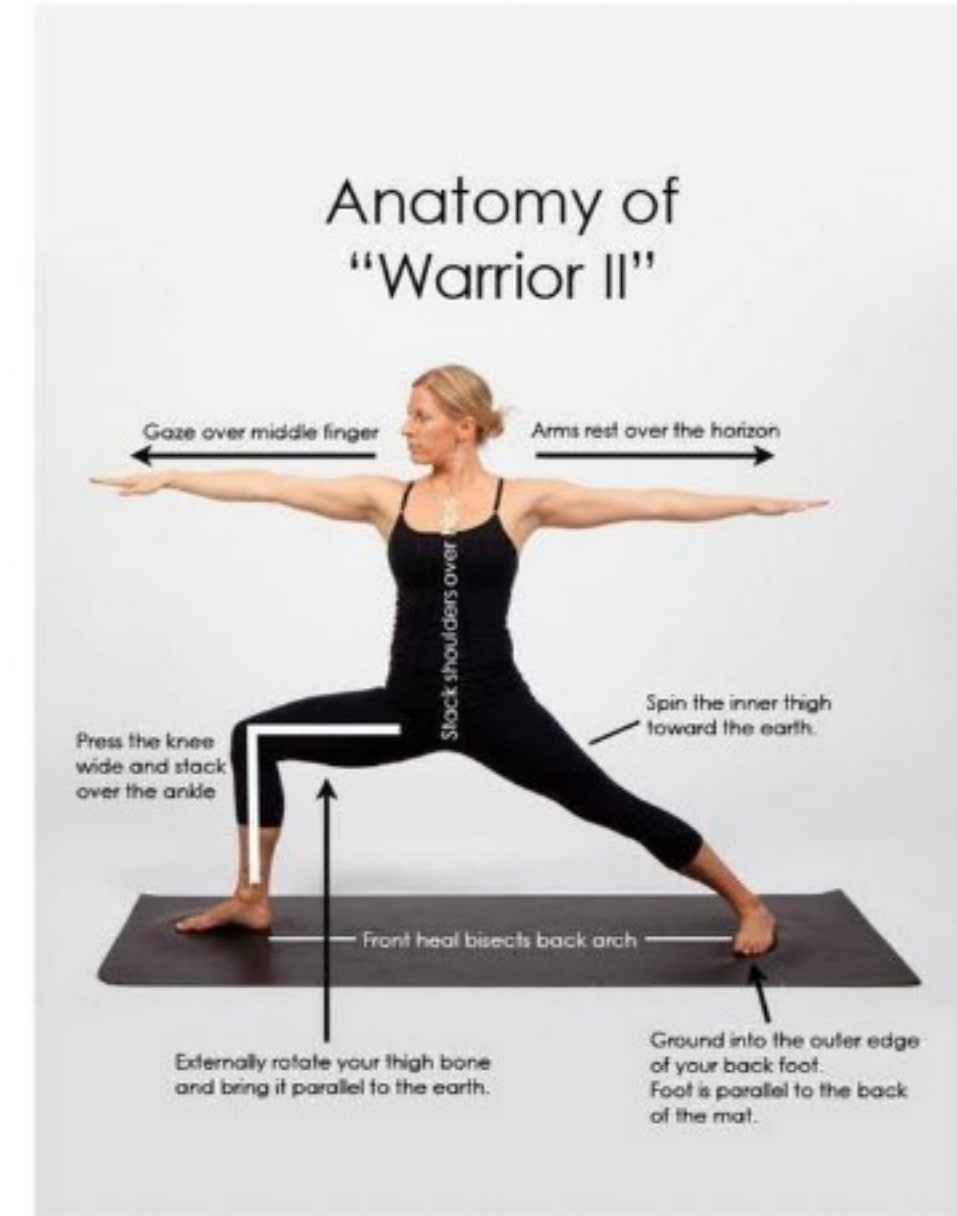 Anatomy of
“Warrior II”
Gaze over middle finger
Arms rest over the horizon
Stack shoulders over
Spin the inner thigh
toward the earth.
Press the knee
wide and stack
over the ankle
Front heal bisects back arch
Externally rotate your thigh bone
and bring it parallel to the earth.
Ground into the outer edge
of your back foot.
Foot is parallel to the back
of the mat.